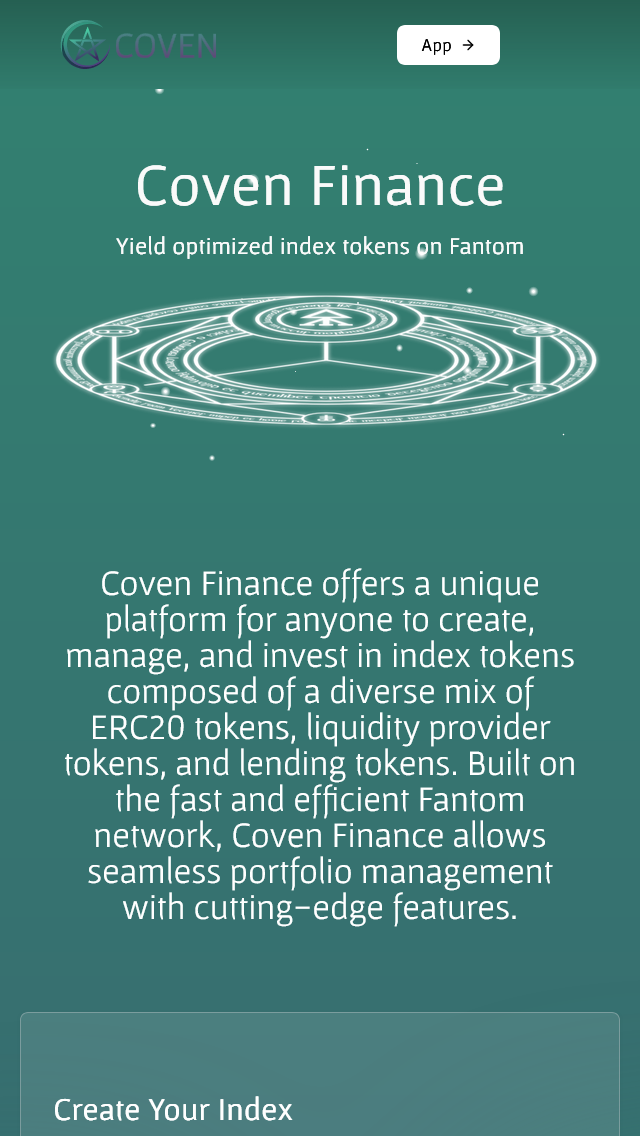 COVEN
App
Coven Finance
Yield optimized index tokens on Fantom
Coven Finance offers a unique
platform for anyone to create,
manage, and invest in index tokens
composed of a diverse mix of
ERC20 tokens, liquidity provider
tokens, and lending tokens. Built on
the fast and efficient Fantom
network, Coven Finance allows
seamless portfolio management
with cutting-edge features.
Create Your Index